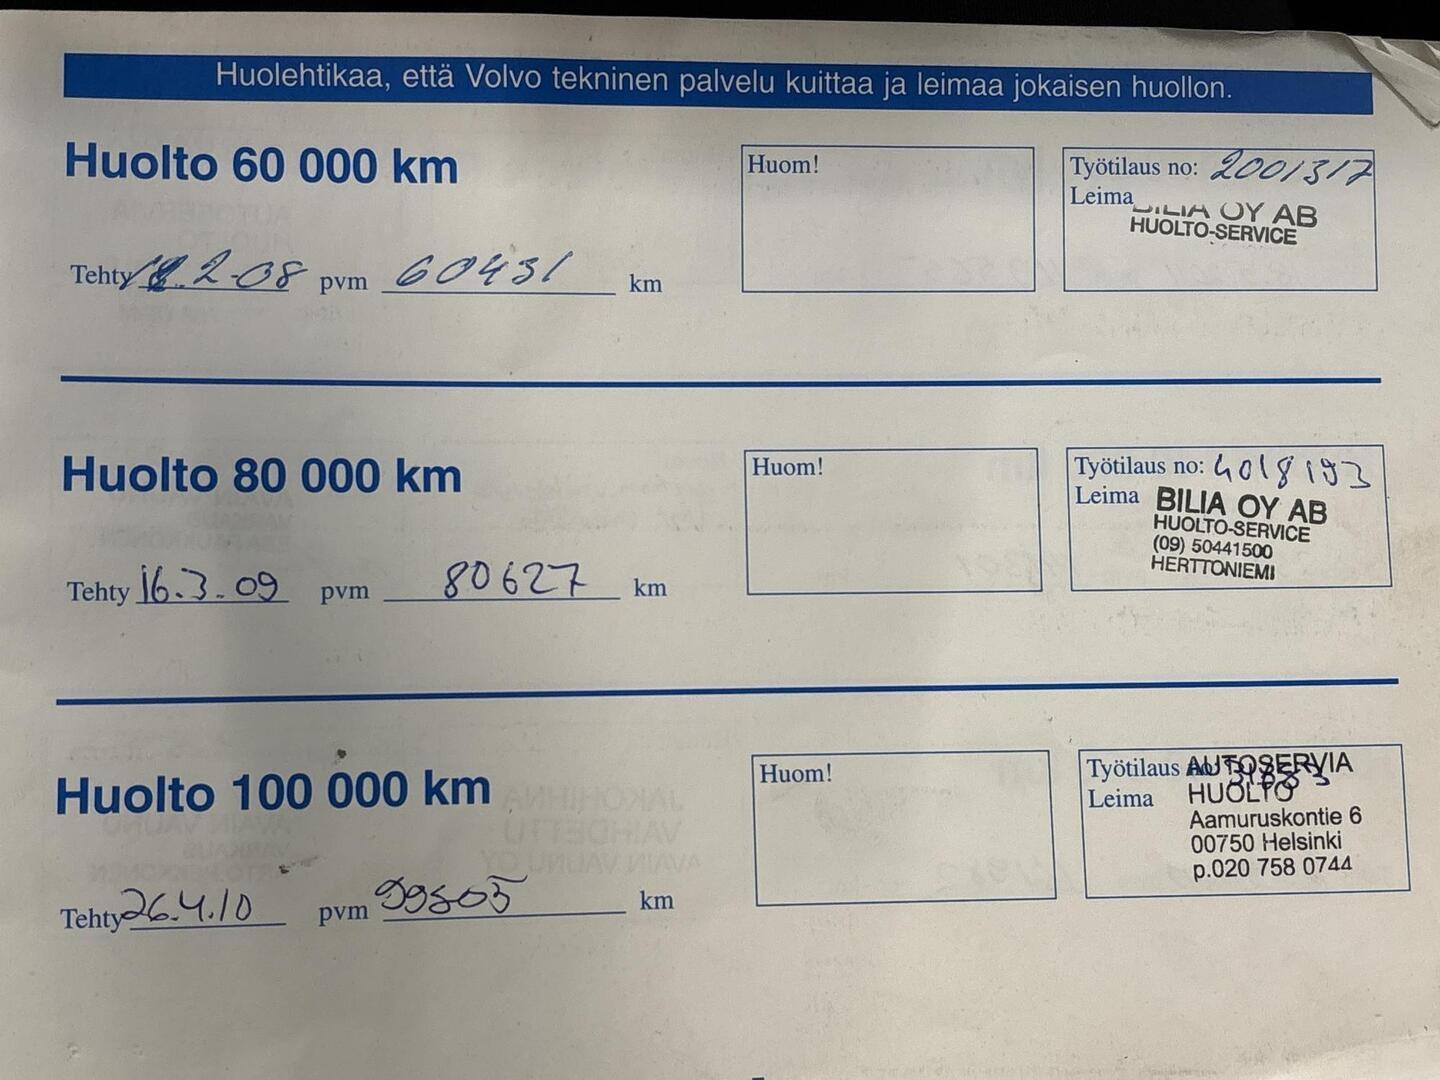 Huolehtikaa, että Volvo tekninen palvelu kuittaa ja leimaa jokaisen huollon.
Huolto 60 000 km
Huom!
Työtilaus no: 2001317
Leima
BILIA OY AB
HUOLTO-SERVICE
Tehty .2-08 pvm 60431 km
Huolto 80 000 km
Huom!
Työtilaus no: 4018193
Leima
BILIA OY AB
HUOLTO-SERVICE
(09) 50441500
HERTTONIEMI
Tehty 16.3.09 pvm 80627 km
Huolto 100 000 km
Huom!
Työtilaus
Leima
AUTOSERVIA
HUOLTO
Aamuruskontie 6
00750 Helsinki
p.020 758 0744
Tehty 26.4.10 pvm 99805 km